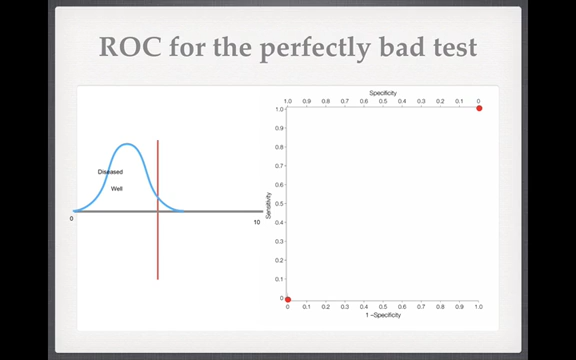 ROC for the perfectly bad test
Diseased
Well
0
10
Specificity
1.0 0.9 0.8 0.7 0.6 0.5 0.4 0.3 0.2 0.1 0
Sensitivity
1.0
0.9
0.8
0.7
0.6
0.5
0.4
0.3
0.2
0.1
0
0 0.1 0.2 0.3 0.4 0.5 0.6 0.7 0.8 0.9 1.0
1 –Specificity